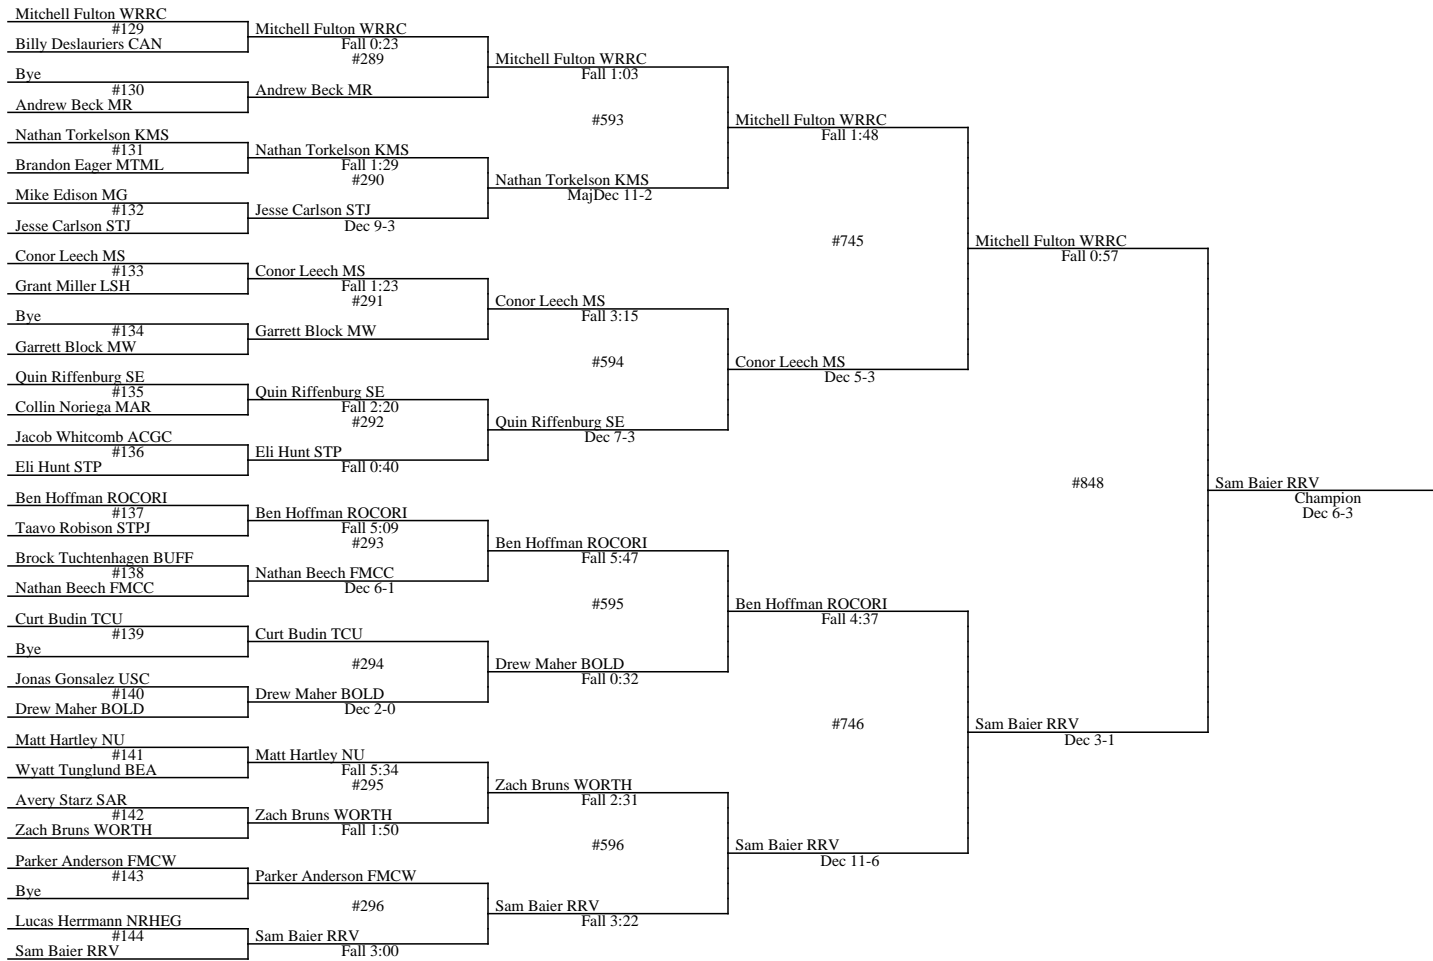 Mitchell Fulton WRRC
#129
Billy Deslauriers CAN
Bye
#130
Andrew Beck MR
Nathan Torkelson KMS
#131
Brandon Eager MTML
Mike Edison MG
#132
Jesse Carlson STJ
Conor Leech MS
#133
Grant Miller LSH
Bye
#134
Garrett Block MW
Quin Riffenburg SE
#135
Collin Noriega MAR
Jacob Whitcomb ACGC
#136
Eli Hunt STP
Ben Hoffman ROCORI
#137
Taavo Robison STPJ
Brock Tuchtenhagen BUFF
#138
Nathan Beech FMCC
Curt Budin TCU
#139
Bye
Jonas Gonsalez USC
#140
Drew Maher BOLD
Matt Hartley NU
#141
Wyatt Tunglund BEA
Avery Starz SAR
#142
Zach Bruns WORTH
Parker Anderson FMCW
#143
Bye
Lucas Herrmann NRHEG
#144
Sam Baier RRV
Mitchell Fulton WRRC
Fall 0:23
#289
Andrew Beck MR
Nathan Torkelson KMS
Fall 1:29
#290
Jesse Carlson STJ
Dec 9-3
Conor Leech MS
Fall 1:23
#291
Garrett Block MW
Quin Riffenburg SE
Fall 2:20
#292
Eli Hunt STP
Fall 0:40
Ben Hoffman ROCORI
Fall 5:09
#293
Nathan Beech FMCC
Dec 6-1
Curt Budin TCU
#294
Drew Maher BOLD
Dec 2-0
Matt Hartley NU
Fall 5:34
#295
Zach Bruns WORTH
Fall 1:50
Parker Anderson FMCW
#296
Sam Baier RRV
Fall 3:00
Mitchell Fulton WRRC
Fall 1:03
#593
Nathan Torkelson KMS
MajDec 11-2
Conor Leech MS
Fall 3:15
#594
Quin Riffenburg SE
Dec 7-3
Ben Hoffman ROCORI
Fall 5:47
#595
Drew Maher BOLD
Fall 0:32
Zach Bruns WORTH
Fall 2:31
#596
Sam Baier RRV
Fall 3:22
Mitchell Fulton WRRC
Fall 1:48
#745
Conor Leech MS
Dec 5-3
Ben Hoffman ROCORI
Fall 4:37
#746
Sam Baier RRV
Dec 11-6
Mitchell Fulton WRRC
Fall 0:57
#848
Sam Baier RRV
Dec 3-1
Sam Baier RRV
Champion
Dec 6-3